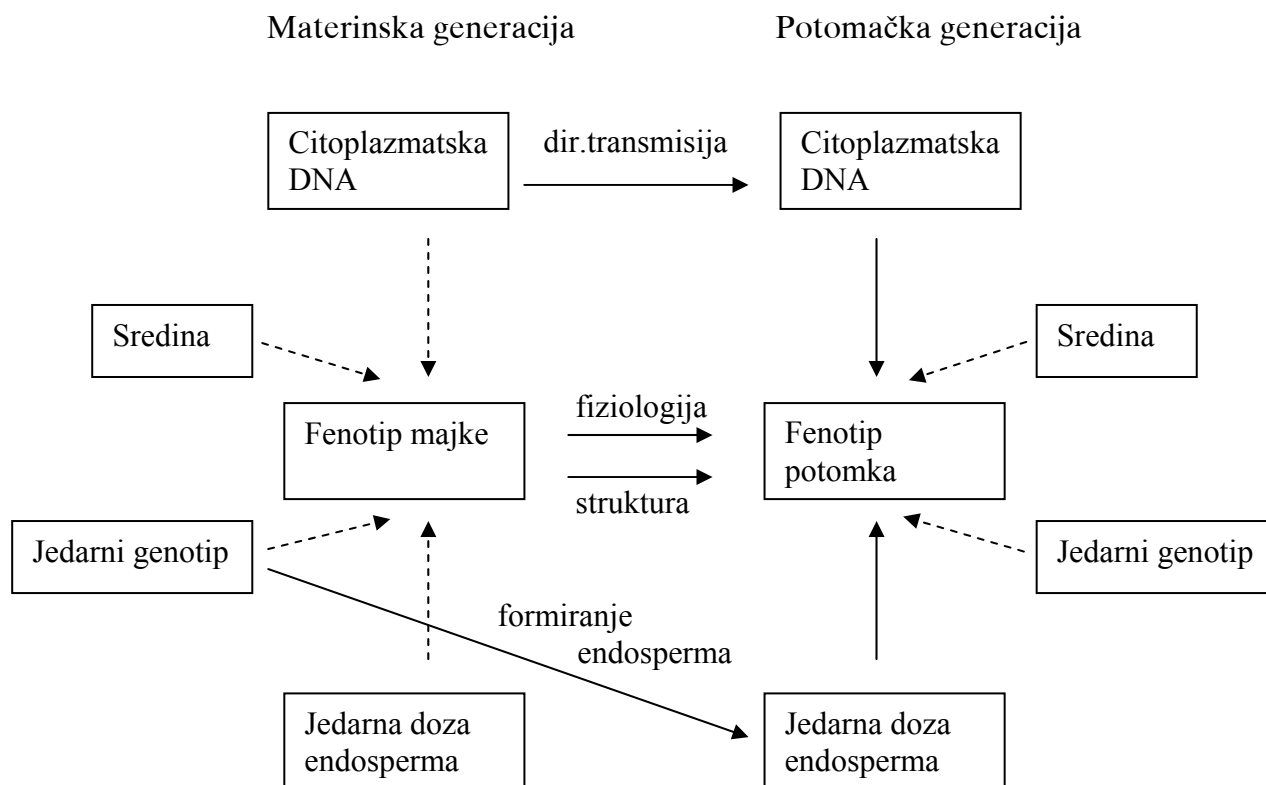 Materinska generacija
Potomačka generacija
Citoplazmatska
DNA
dir.transmisija
Citoplazmatska
DNA
Sredina
Sredina
Fenotip majke
fiziologija
struktura
Fenotip
potomka
Jedarni genotip
Jedarni genotip
formiranje
endosperma
Jedarna doza
endosperma
Jedarna doza
endosperma